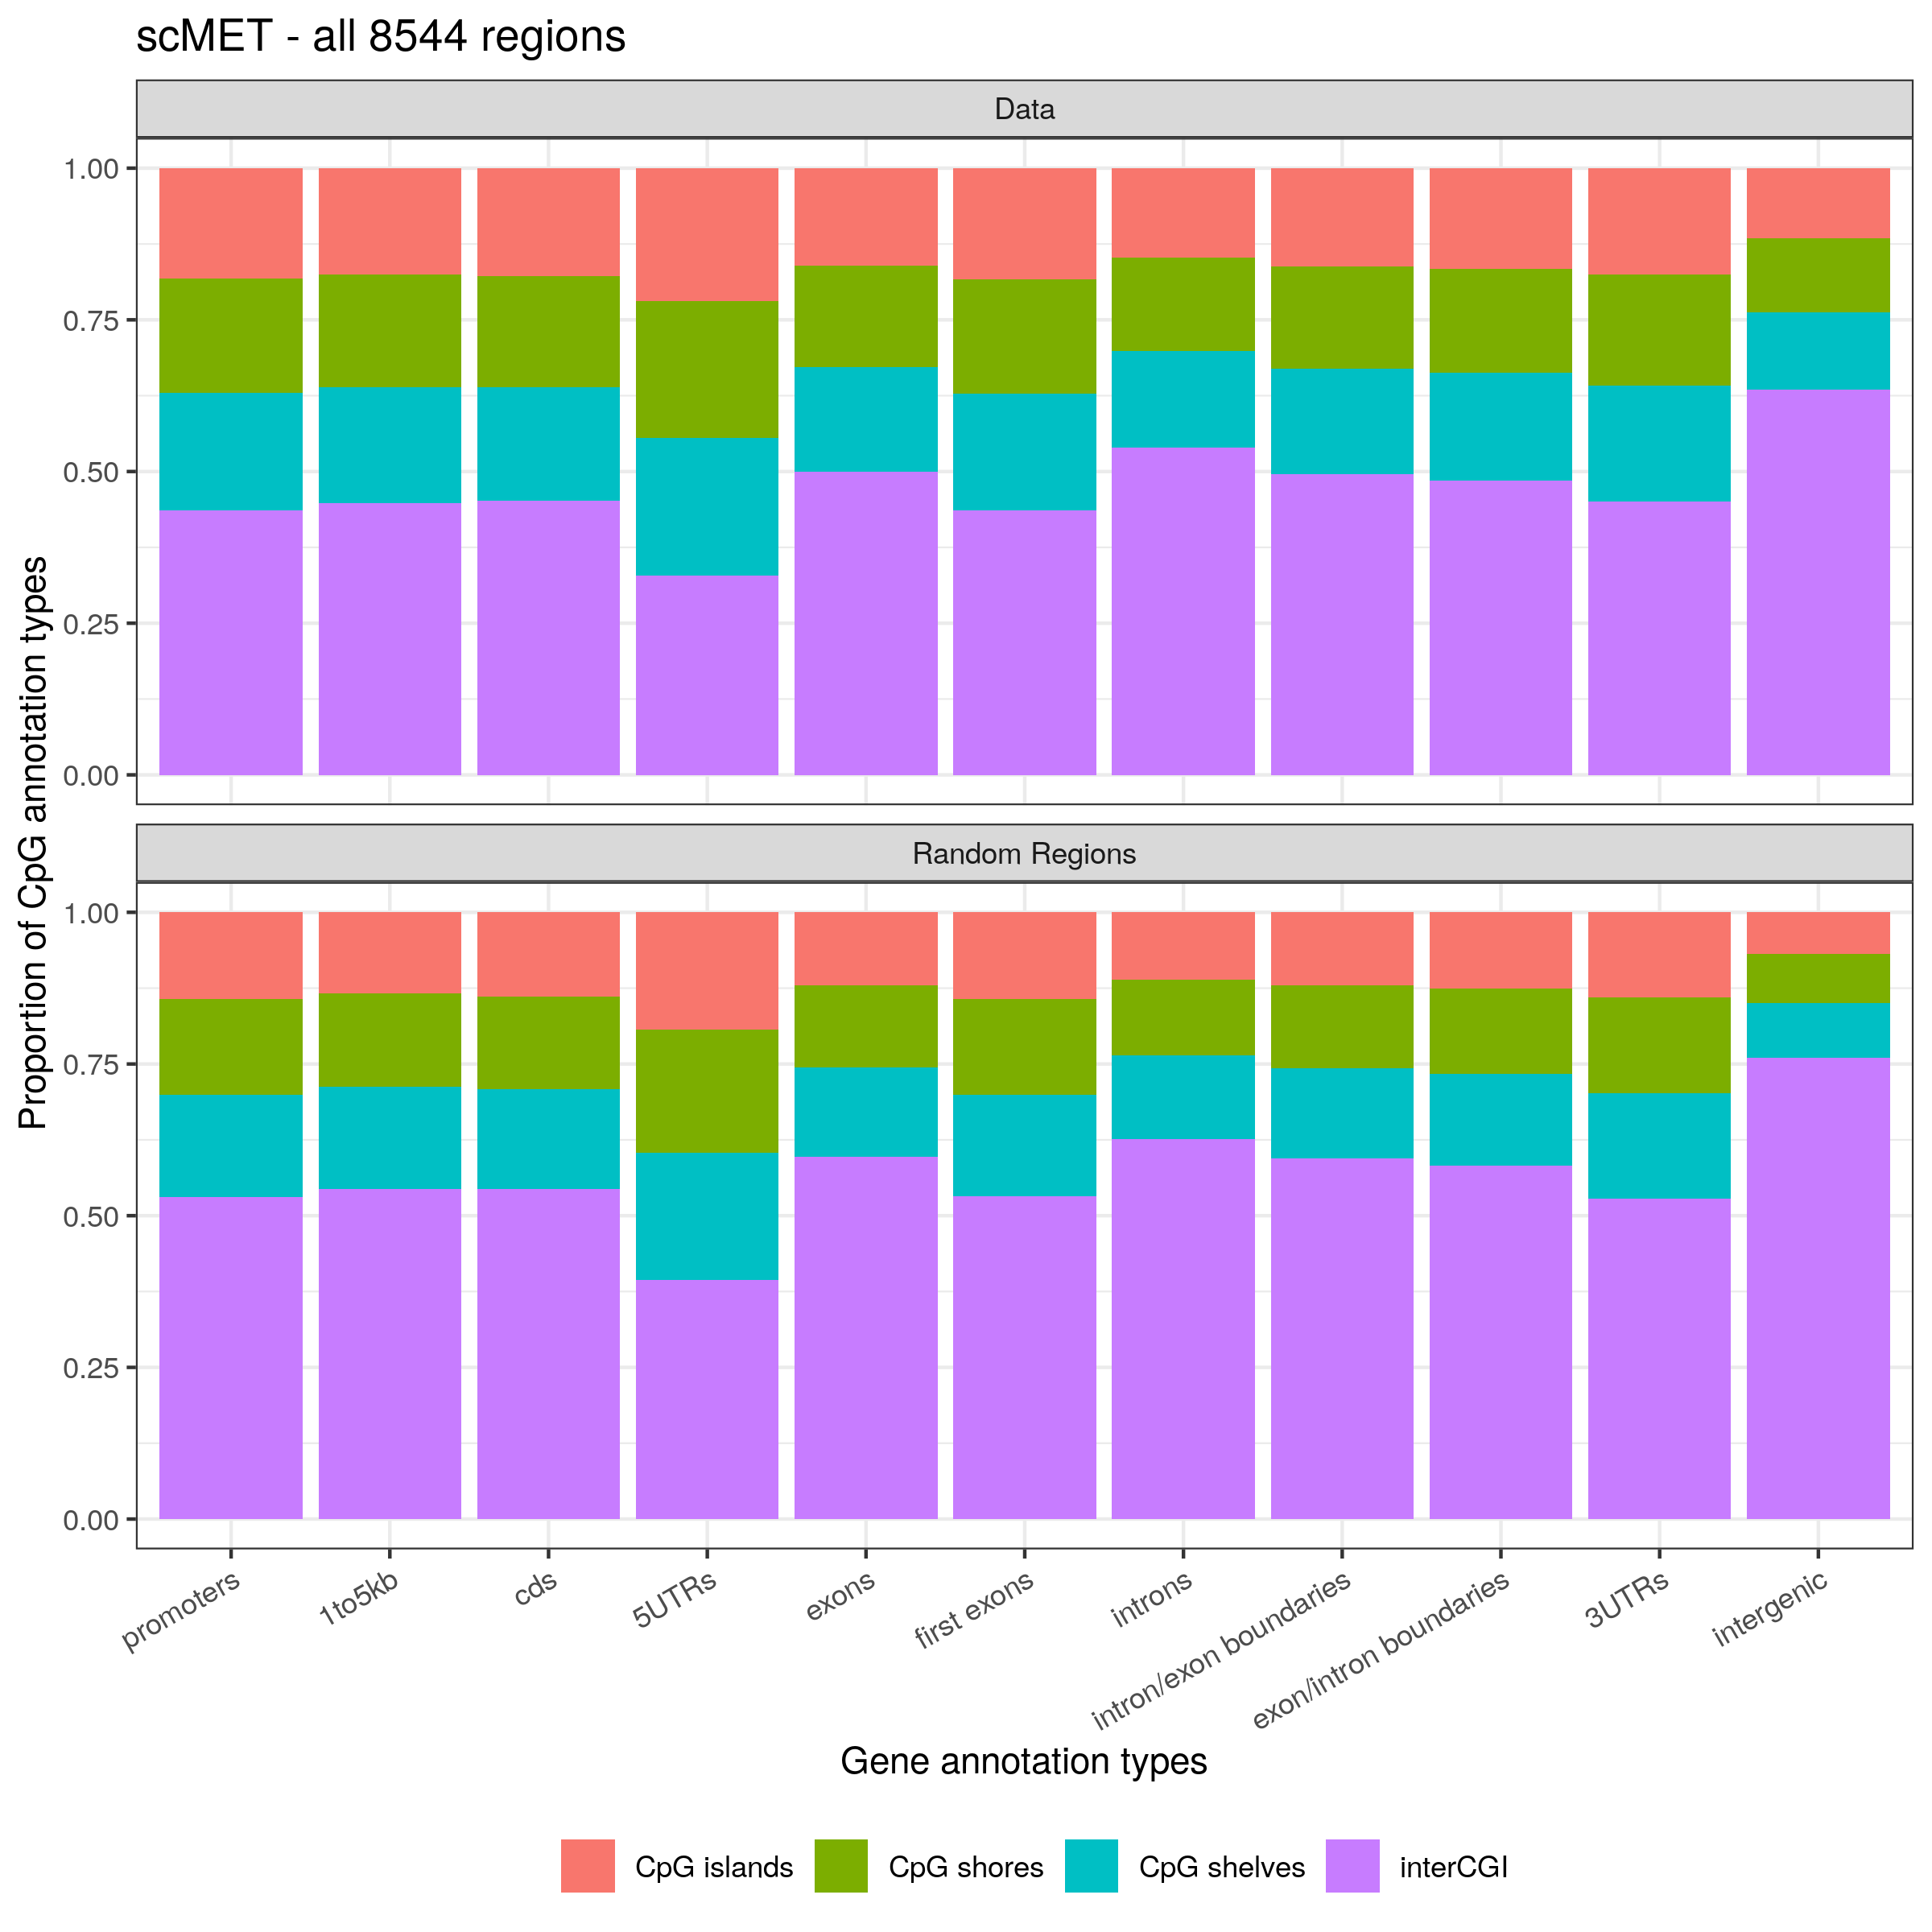 scMET - all 8544 regions
Data
1.00
0.75
0.50
0.25
0.00
Random Regions
1.00
0.75
0.50
0.25
0.00
Proportion of CpG annotation types
promoters
1to5kb
cds
5UTRs
exons
first exons
introns
intron/exon boundaries
exon/intron boundaries
3UTRs
intergenic
Gene annotation types
CpG islands
CpG shores
CpG shelves
interCGI